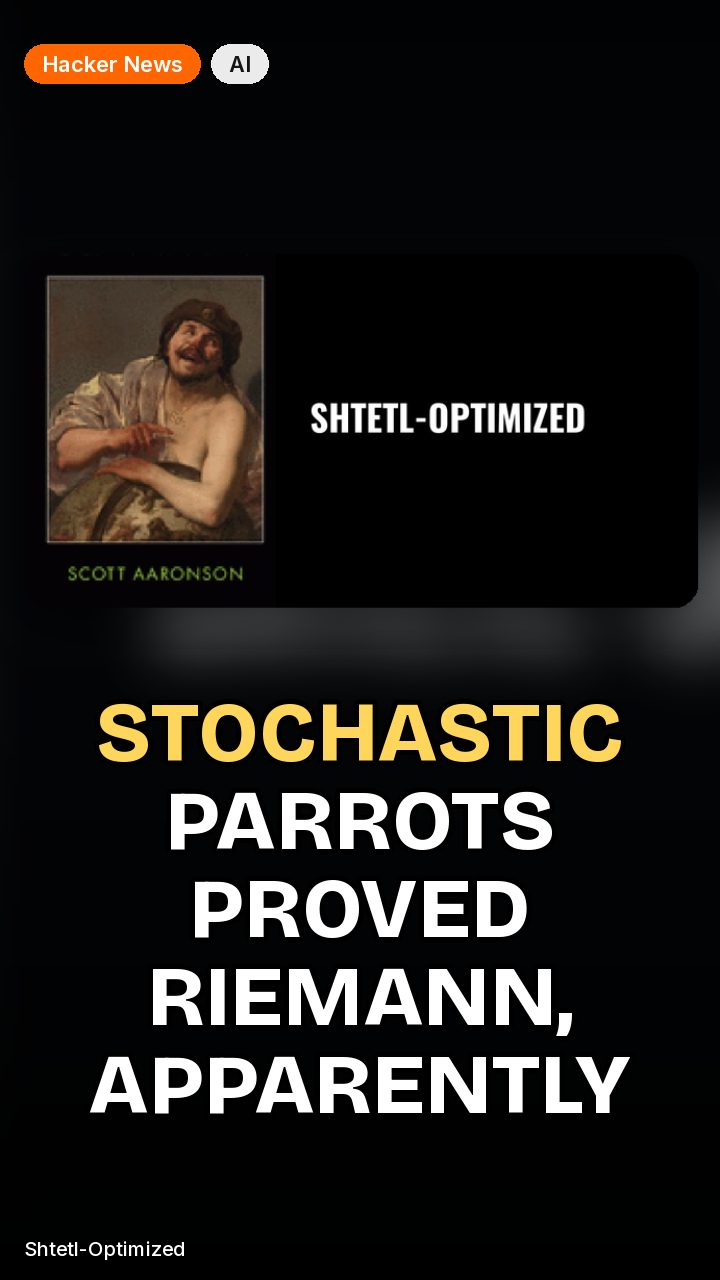 Hacker News AI
SHTETL-OPTIMIZED
SCOTT AARONSON
STOCHASTIC
PARROTS
PROVED
RIEMANN,
APPARENTLY
Shtetl-Optimized